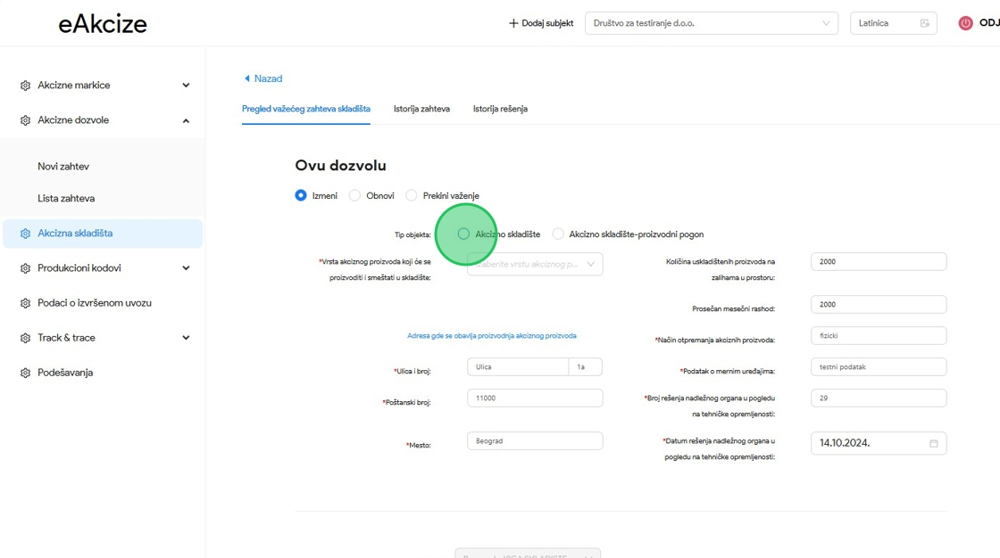 eAkcize
Dodaj subjekt
Društvo za testiranje d.o.o.
Latinica
ODJ
Akcizne markice
Akcizne dozvole
Novi zahtev
Lista zahteva
Akcizna skladišta
Produkcioni kodovi
Podaci o izvršenom uvozu
Track & trace
Podešavanja
Nazad
Pregled važećeg zahteva skladišta
Istorija zahteva
Istorija rešenja
Ovu dozvolu
Izmeni
Obnovi
Prekini važenje
Tip objekta:
Akcizno skladište
Akcizno skladište-proizvodni pogon
*Vrsta akciznog proizvoda koji će se
proizvoditi i smeštati u skladište:
Izaberite vrstu akciznog p...
Količina uskladištenih proizvoda na
zalihama u prostoru:
2000
Prosečan mesečni rashod:
2000
Adresa gde se obavlja proizvodnja akciznog proizvoda
*Način otpremanja akciznih proizvoda:
fizicki
*Ulica i broj:
Ulica
1a
*Podatak o mernim uređajima:
testni podatak
*Poštanski broj:
11000
*Broj rešenja nadležnog organa u pogledu
na tehničke opremljenosti:
29
*Mesto:
Beograd
*Datum rešenja nadležnog organa u
pogledu na tehničke opremljenosti:
14.10.2024.